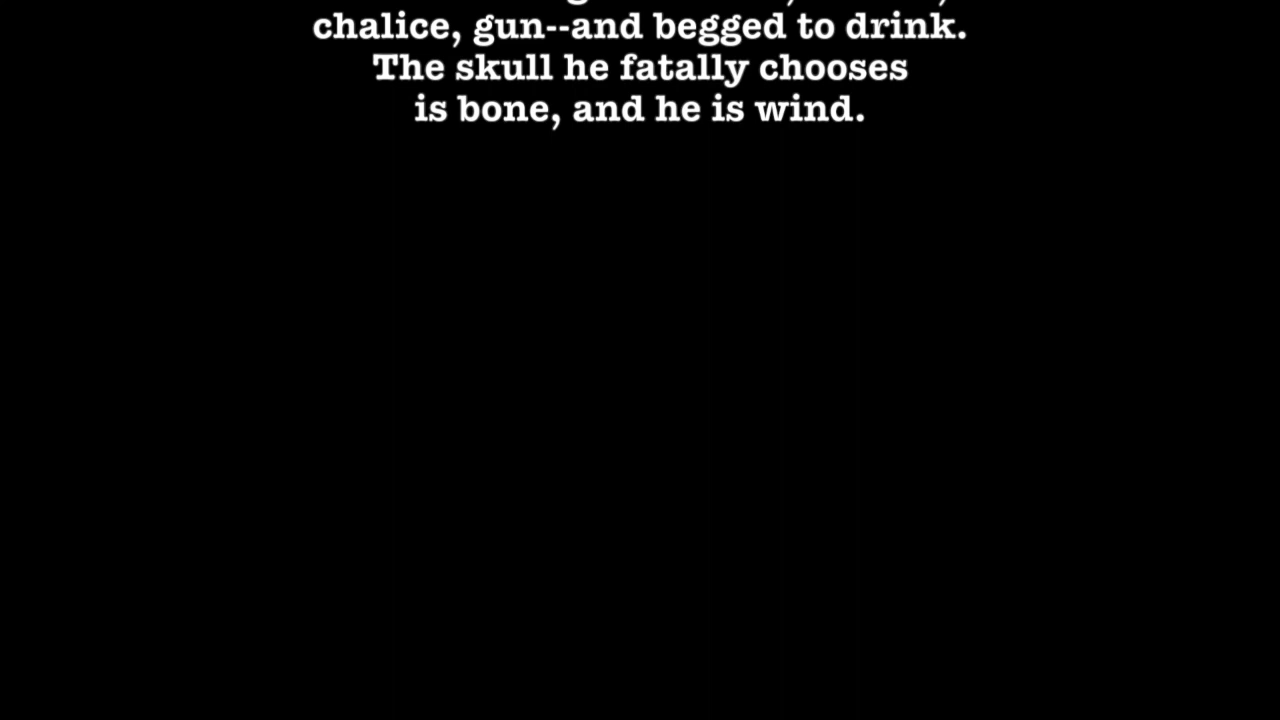 chalice, gun--and begged to drink.
The skull he fatally chooses
is bone, and he is wind.